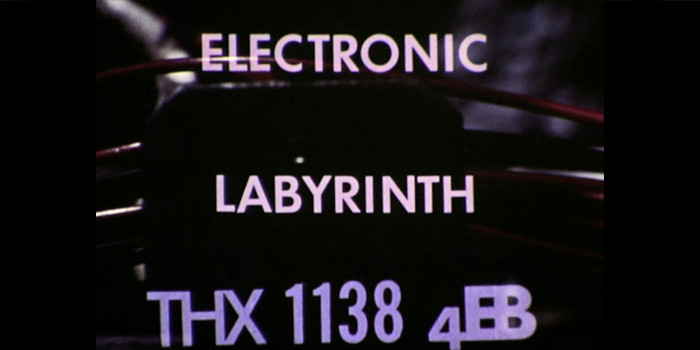 ELECTRONIC
LABYRINTH
THX 1138 4EB